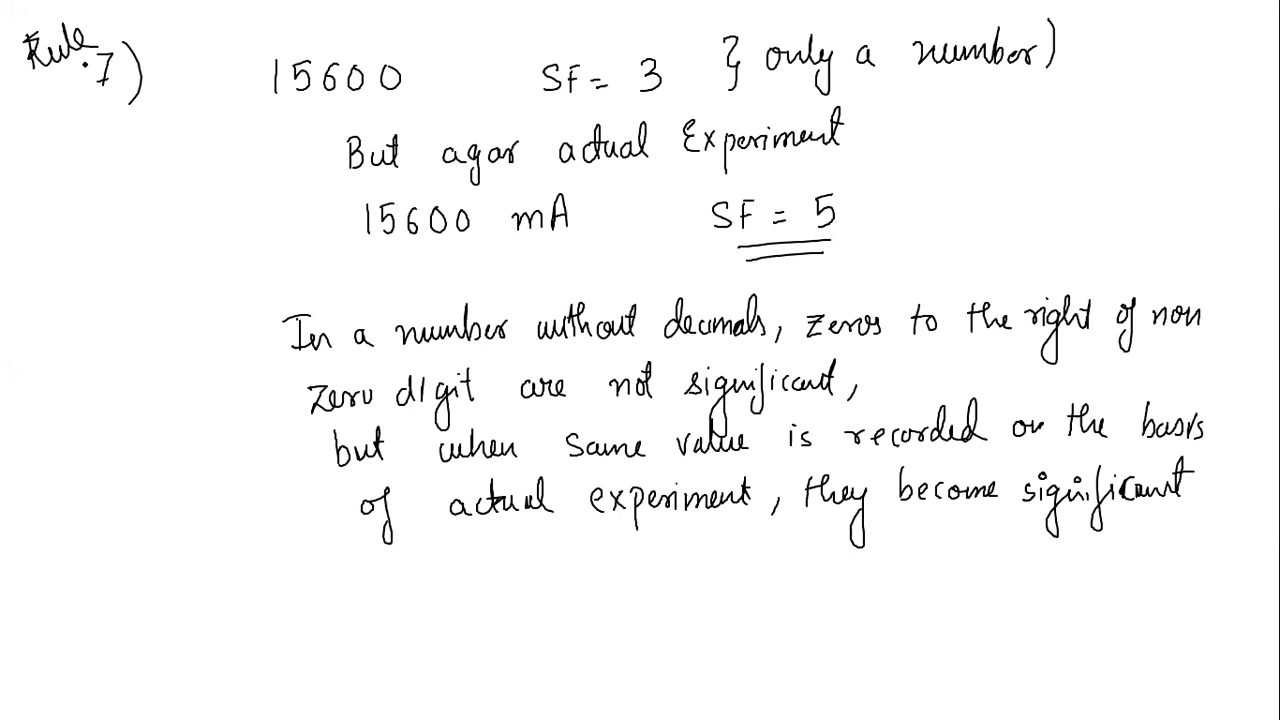 Rule.7)
15600 SF = 3 } only a number)
But agar actual Experiment
15600 mA SF = 5
In a number without decimals, zeros to the right of non
zero digit are not significant,
but when same value is recorded on the basis
of actual experiment, they become significant